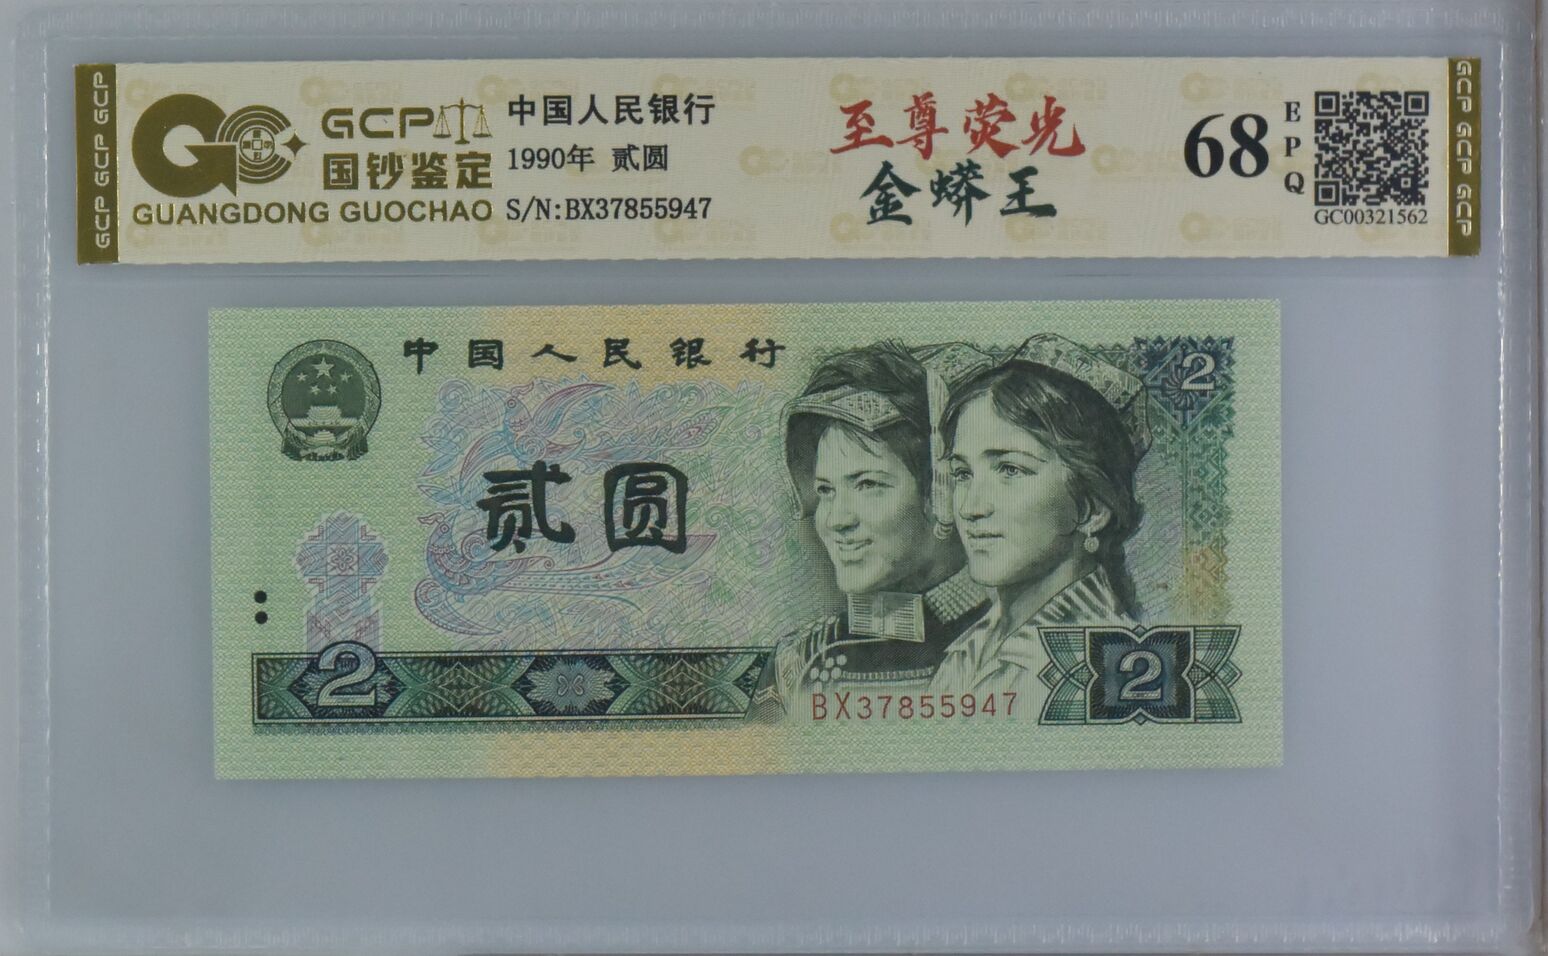 GCP GCP GCP
GCP
国钞鉴定
GUANGDONG GUOCHAO
中国人民银行
1990年 贰圆
S/N:BX37855947
至尊荧光
金蟒王
68
EPQ
GC00321562
GCP GCP GCP
中国人民银行
2
贰圆
2
BX37855947
2